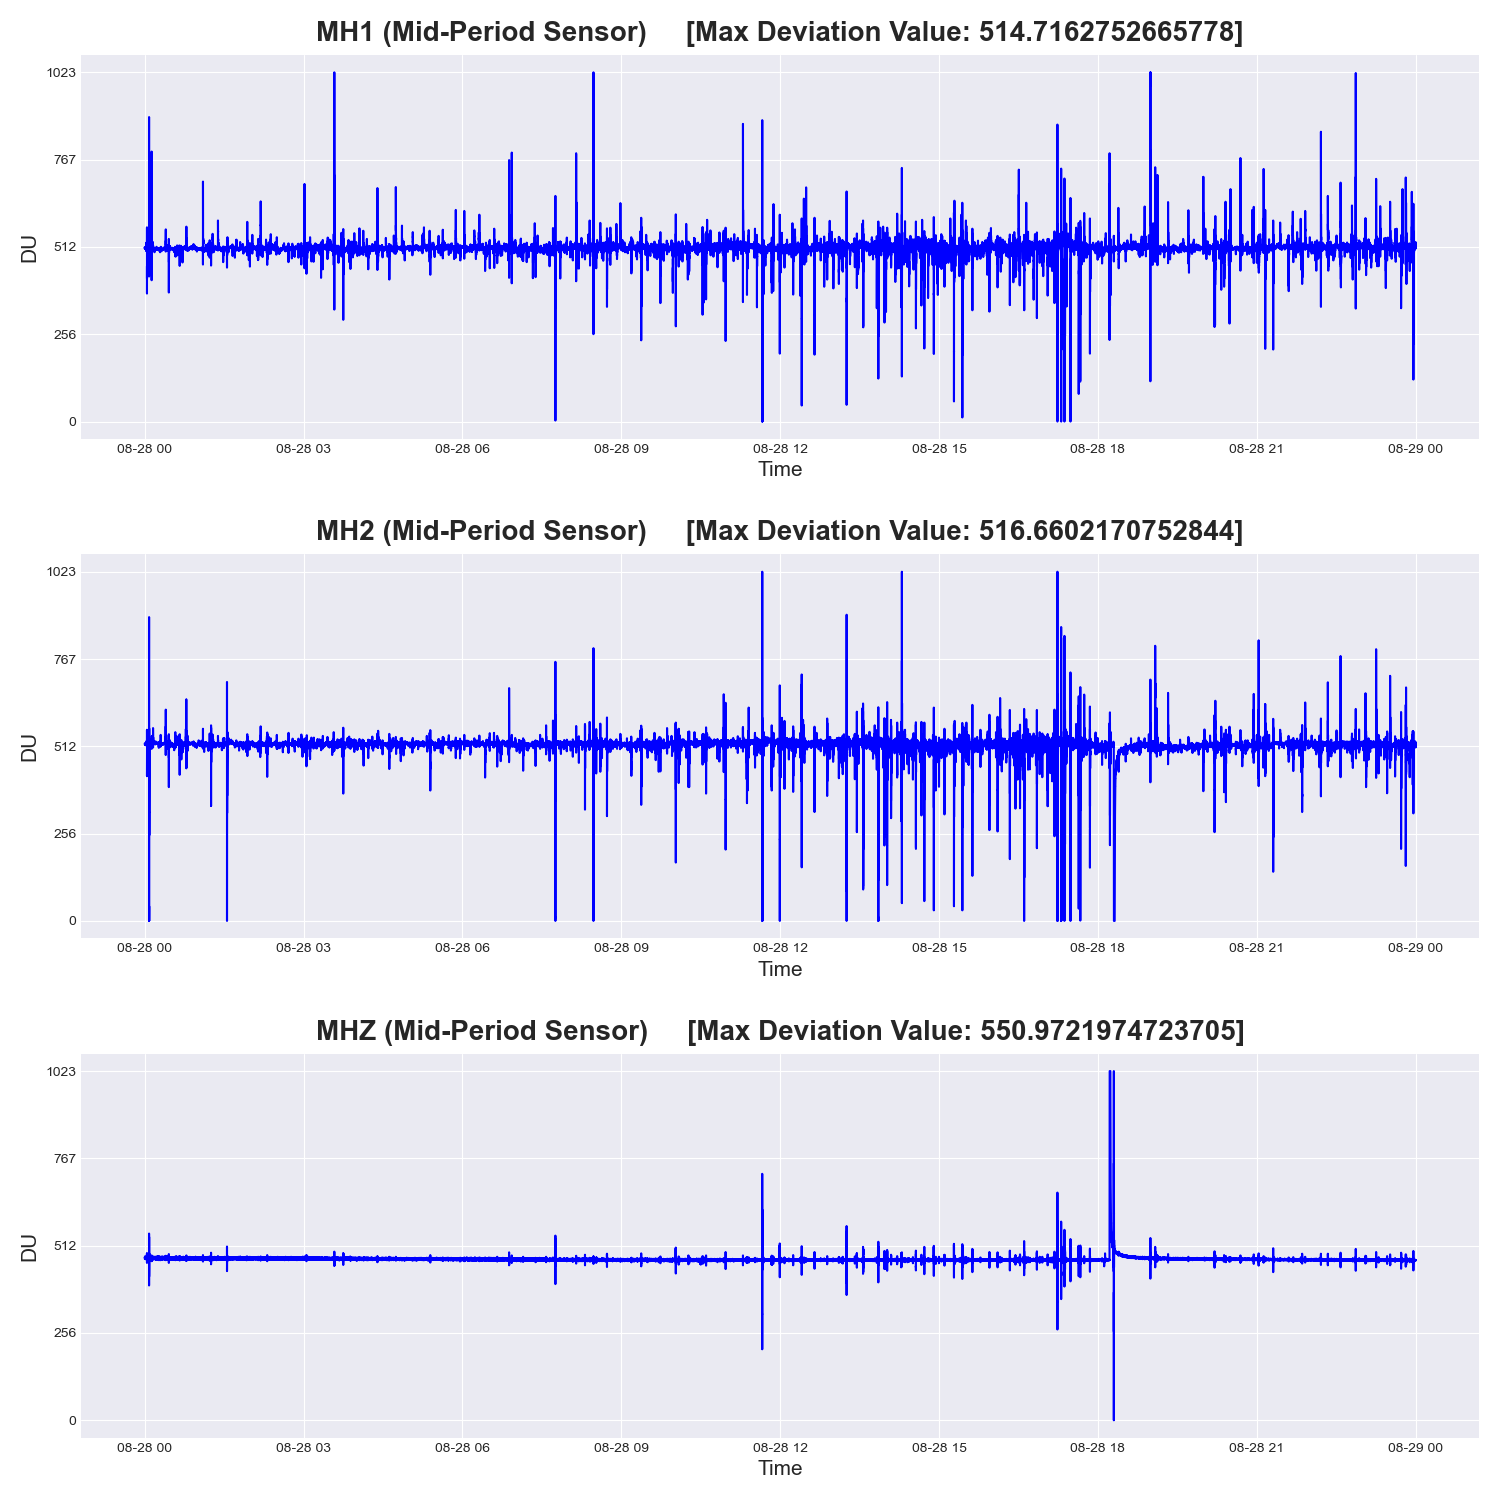 MH1 (Mid-Period Sensor) [Max Deviation Value: 514.7162752665778]
1023
767
512
256
0
DU
08-28 00 08-28 03 08-28 06 08-28 09 08-28 12 08-28 15 08-28 18 08-28 21 08-29 00
Time
MH2 (Mid-Period Sensor) [Max Deviation Value: 516.6602170752844]
1023
767
512
256
0
DU
08-28 00 08-28 03 08-28 06 08-28 09 08-28 12 08-28 15 08-28 18 08-28 21 08-29 00
Time
MHZ (Mid-Period Sensor) [Max Deviation Value: 550.9721974723705]
1023
767
512
256
0
DU
08-28 00 08-28 03 08-28 06 08-28 09 08-28 12 08-28 15 08-28 18 08-28 21 08-29 00
Time